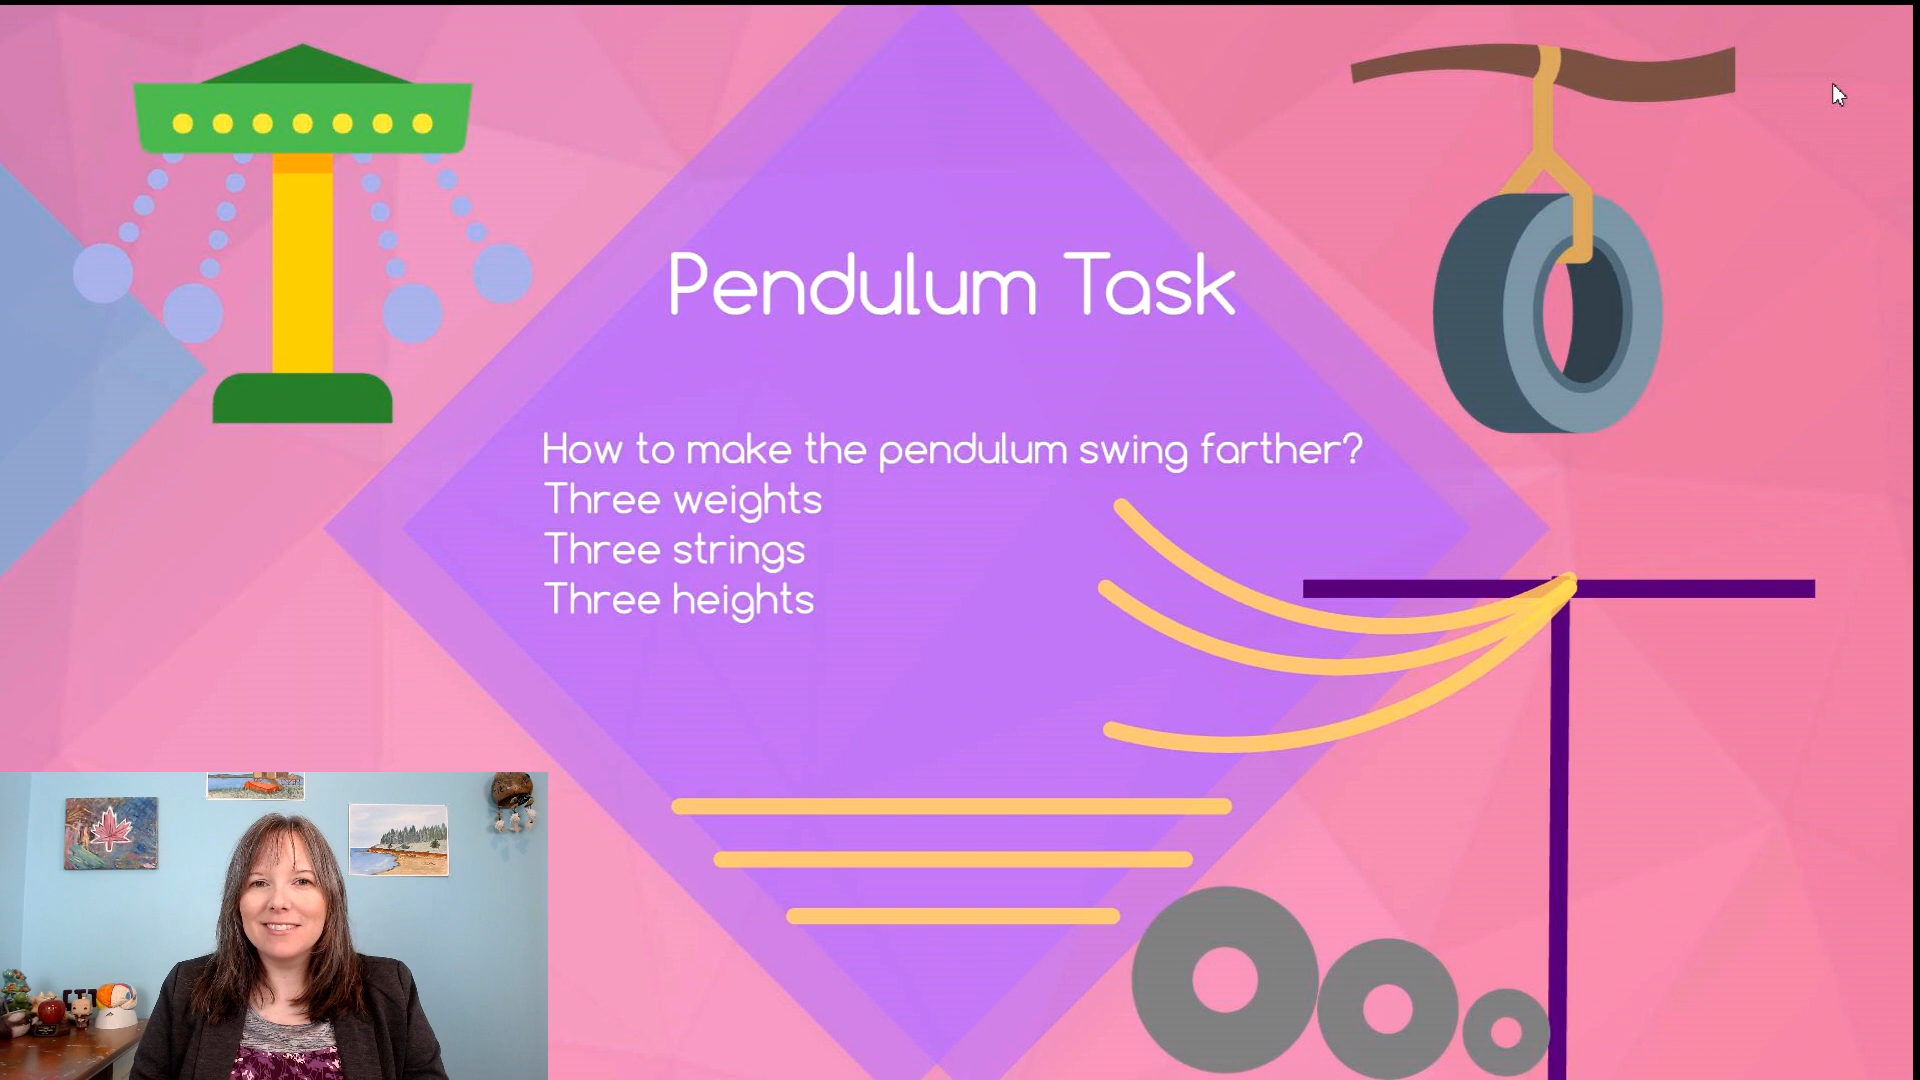 Pendulum Task
How to make the pendulum swing farther?
Three weights
Three strings
Three heights